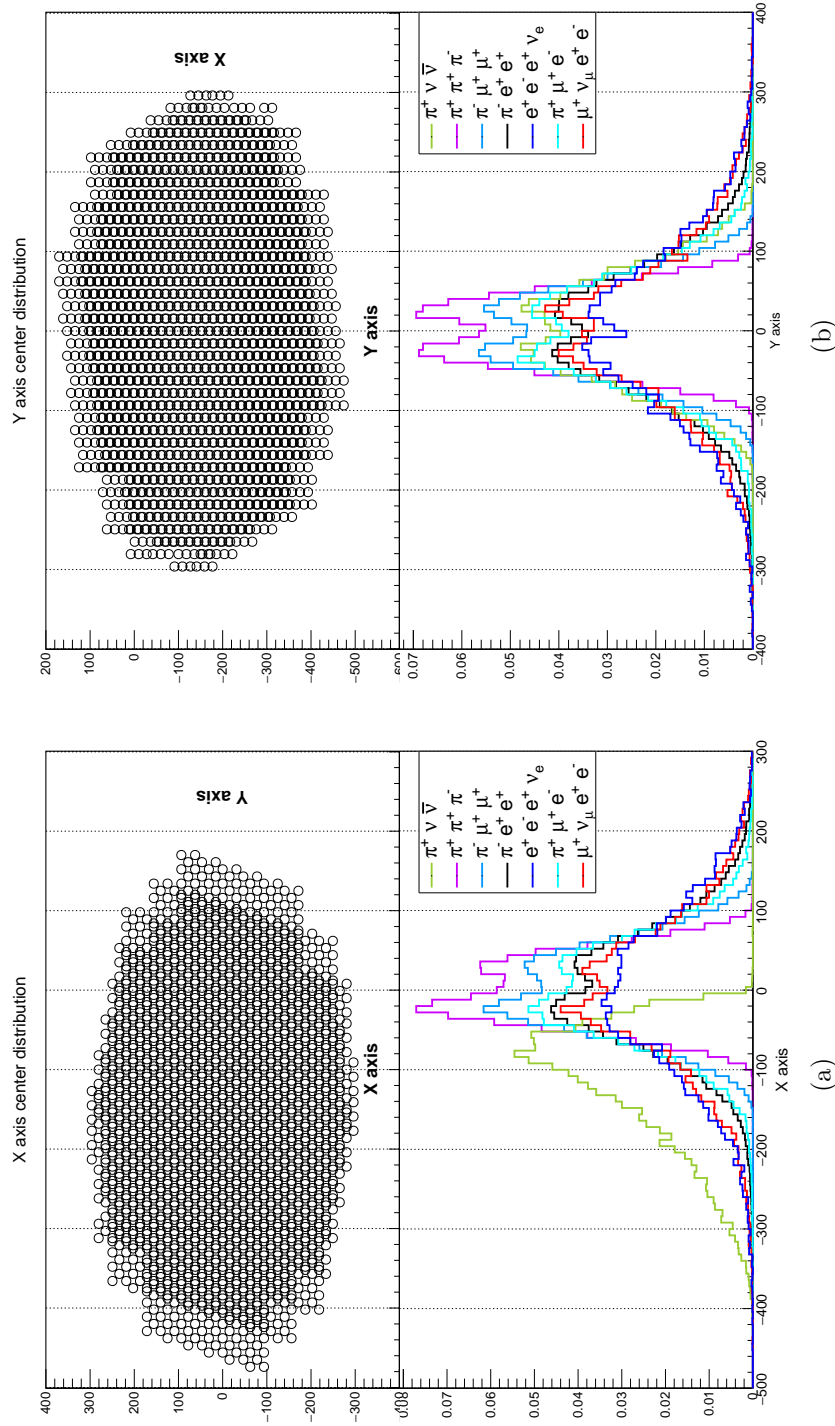 X axis center distribution
400
300
200
100
0
−100
−200
−300
−400
Y axis
X axis
0.08
0.07
0.06
0.05
0.04
0.03
0.02
0.01
0
π+ ν ν̅
π+ π+ π-
π- μ+ μ+
π- e+ e+
e+ e- e+ νe
π+ μ+ e-
μ+ νμ e+ e-
−500 −400 −300 −200 −100 0 100 200 300
X axis
(a)
Y axis center distribution
200
100
0
−100
−200
−300
−400
−500
X axis
Y axis
0.07
0.06
0.05
0.04
0.03
0.02
0.01
0
π+ ν ν̅
π+ π+ π-
π- μ+ μ+
π- e+ e+
e+ e- e+ νe
π+ μ+ e-
μ+ νμ e+ e-
−400 −300 −200 −100 0 100 200 300 400
Y axis
(b)